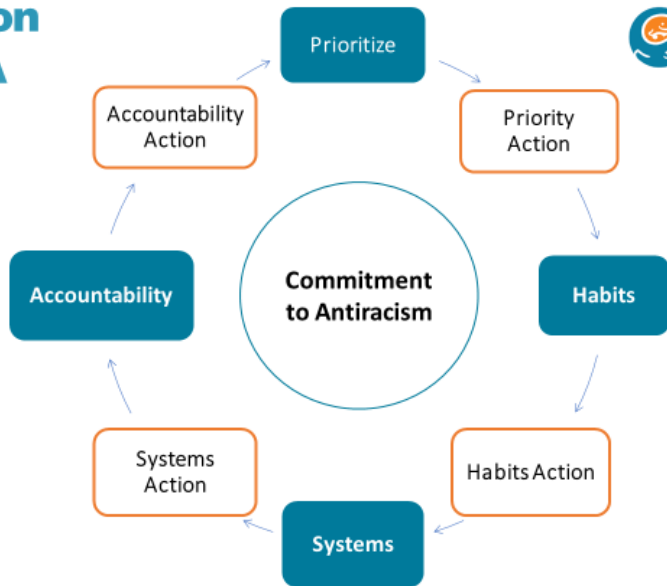 on
Prioritize
Accountability
Action
Priority
Action
Commitment
to Antiracism
Accountability
Habits
Systems
Action
Habits Action
Systems